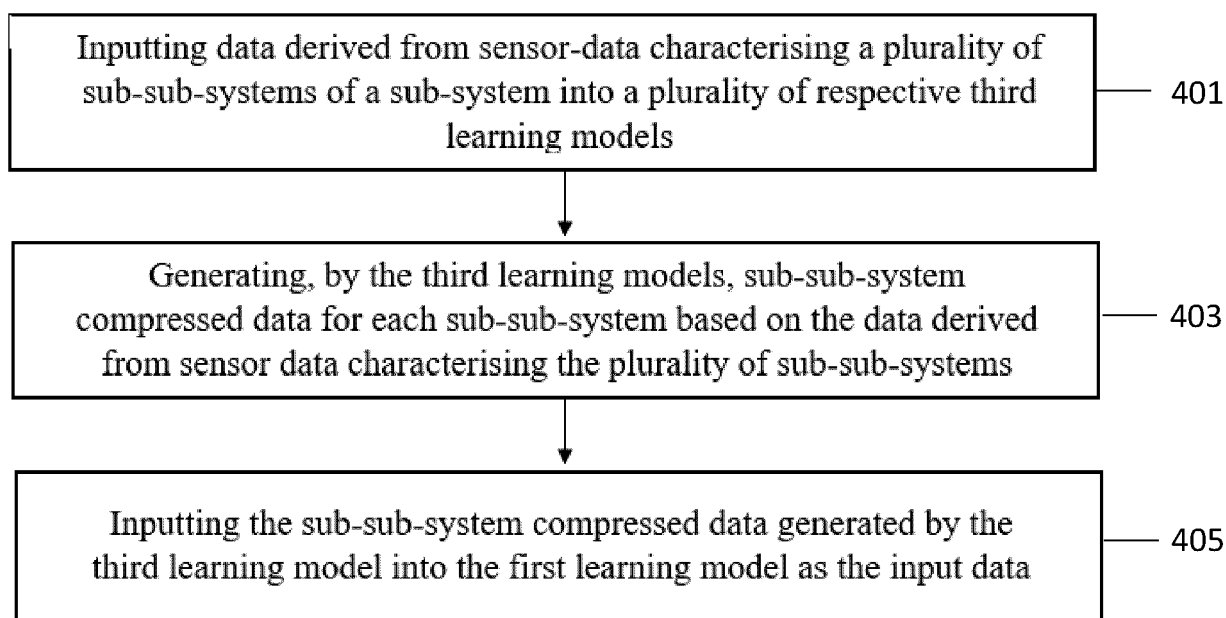 Inputting data derived from sensor-data characterising a plurality of
sub-sub-systems of a sub-system into a plurality of respective third
learning models
401
Generating, by the third learning models, sub-sub-system
compressed data for each sub-sub-system based on the data derived
from sensor data characterising the plurality of sub-sub-systems
403
Inputting the sub-sub-system compressed data generated by the
third learning model into the first learning model as the input data
405